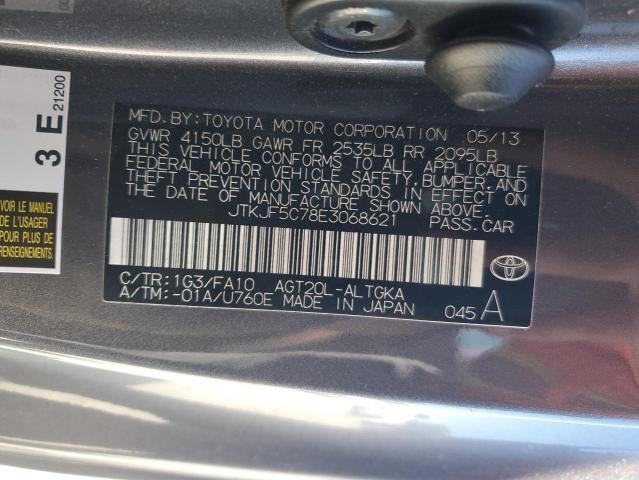 MFD.BY:TOYOTA MOTOR CORPORATION 05/13
GVWR 4150LB GAWR FR 2535LB RR 2095LB
THIS VEHICLE CONFORMS TO ALL APPLICABLE
FEDERAL MOTOR VEHICLE SAFETY,BUMPER,AND
THEFT PREVENTION STANDARDS IN EFFECT ON
THE DATE OF MANUFACTURE SHOWN ABOVE.
JTKJF5C78E3068621 PASS.CAR
C/TR:1G3/FA10 AGT20L-ALTGKA
A/TM:-01A/U760E MADE IN JAPAN 045 A
3 E 21200
VOIR LE MANUEL
DE L'USAGER
POUR PLUS DE
RENSEIGNEMENTS.